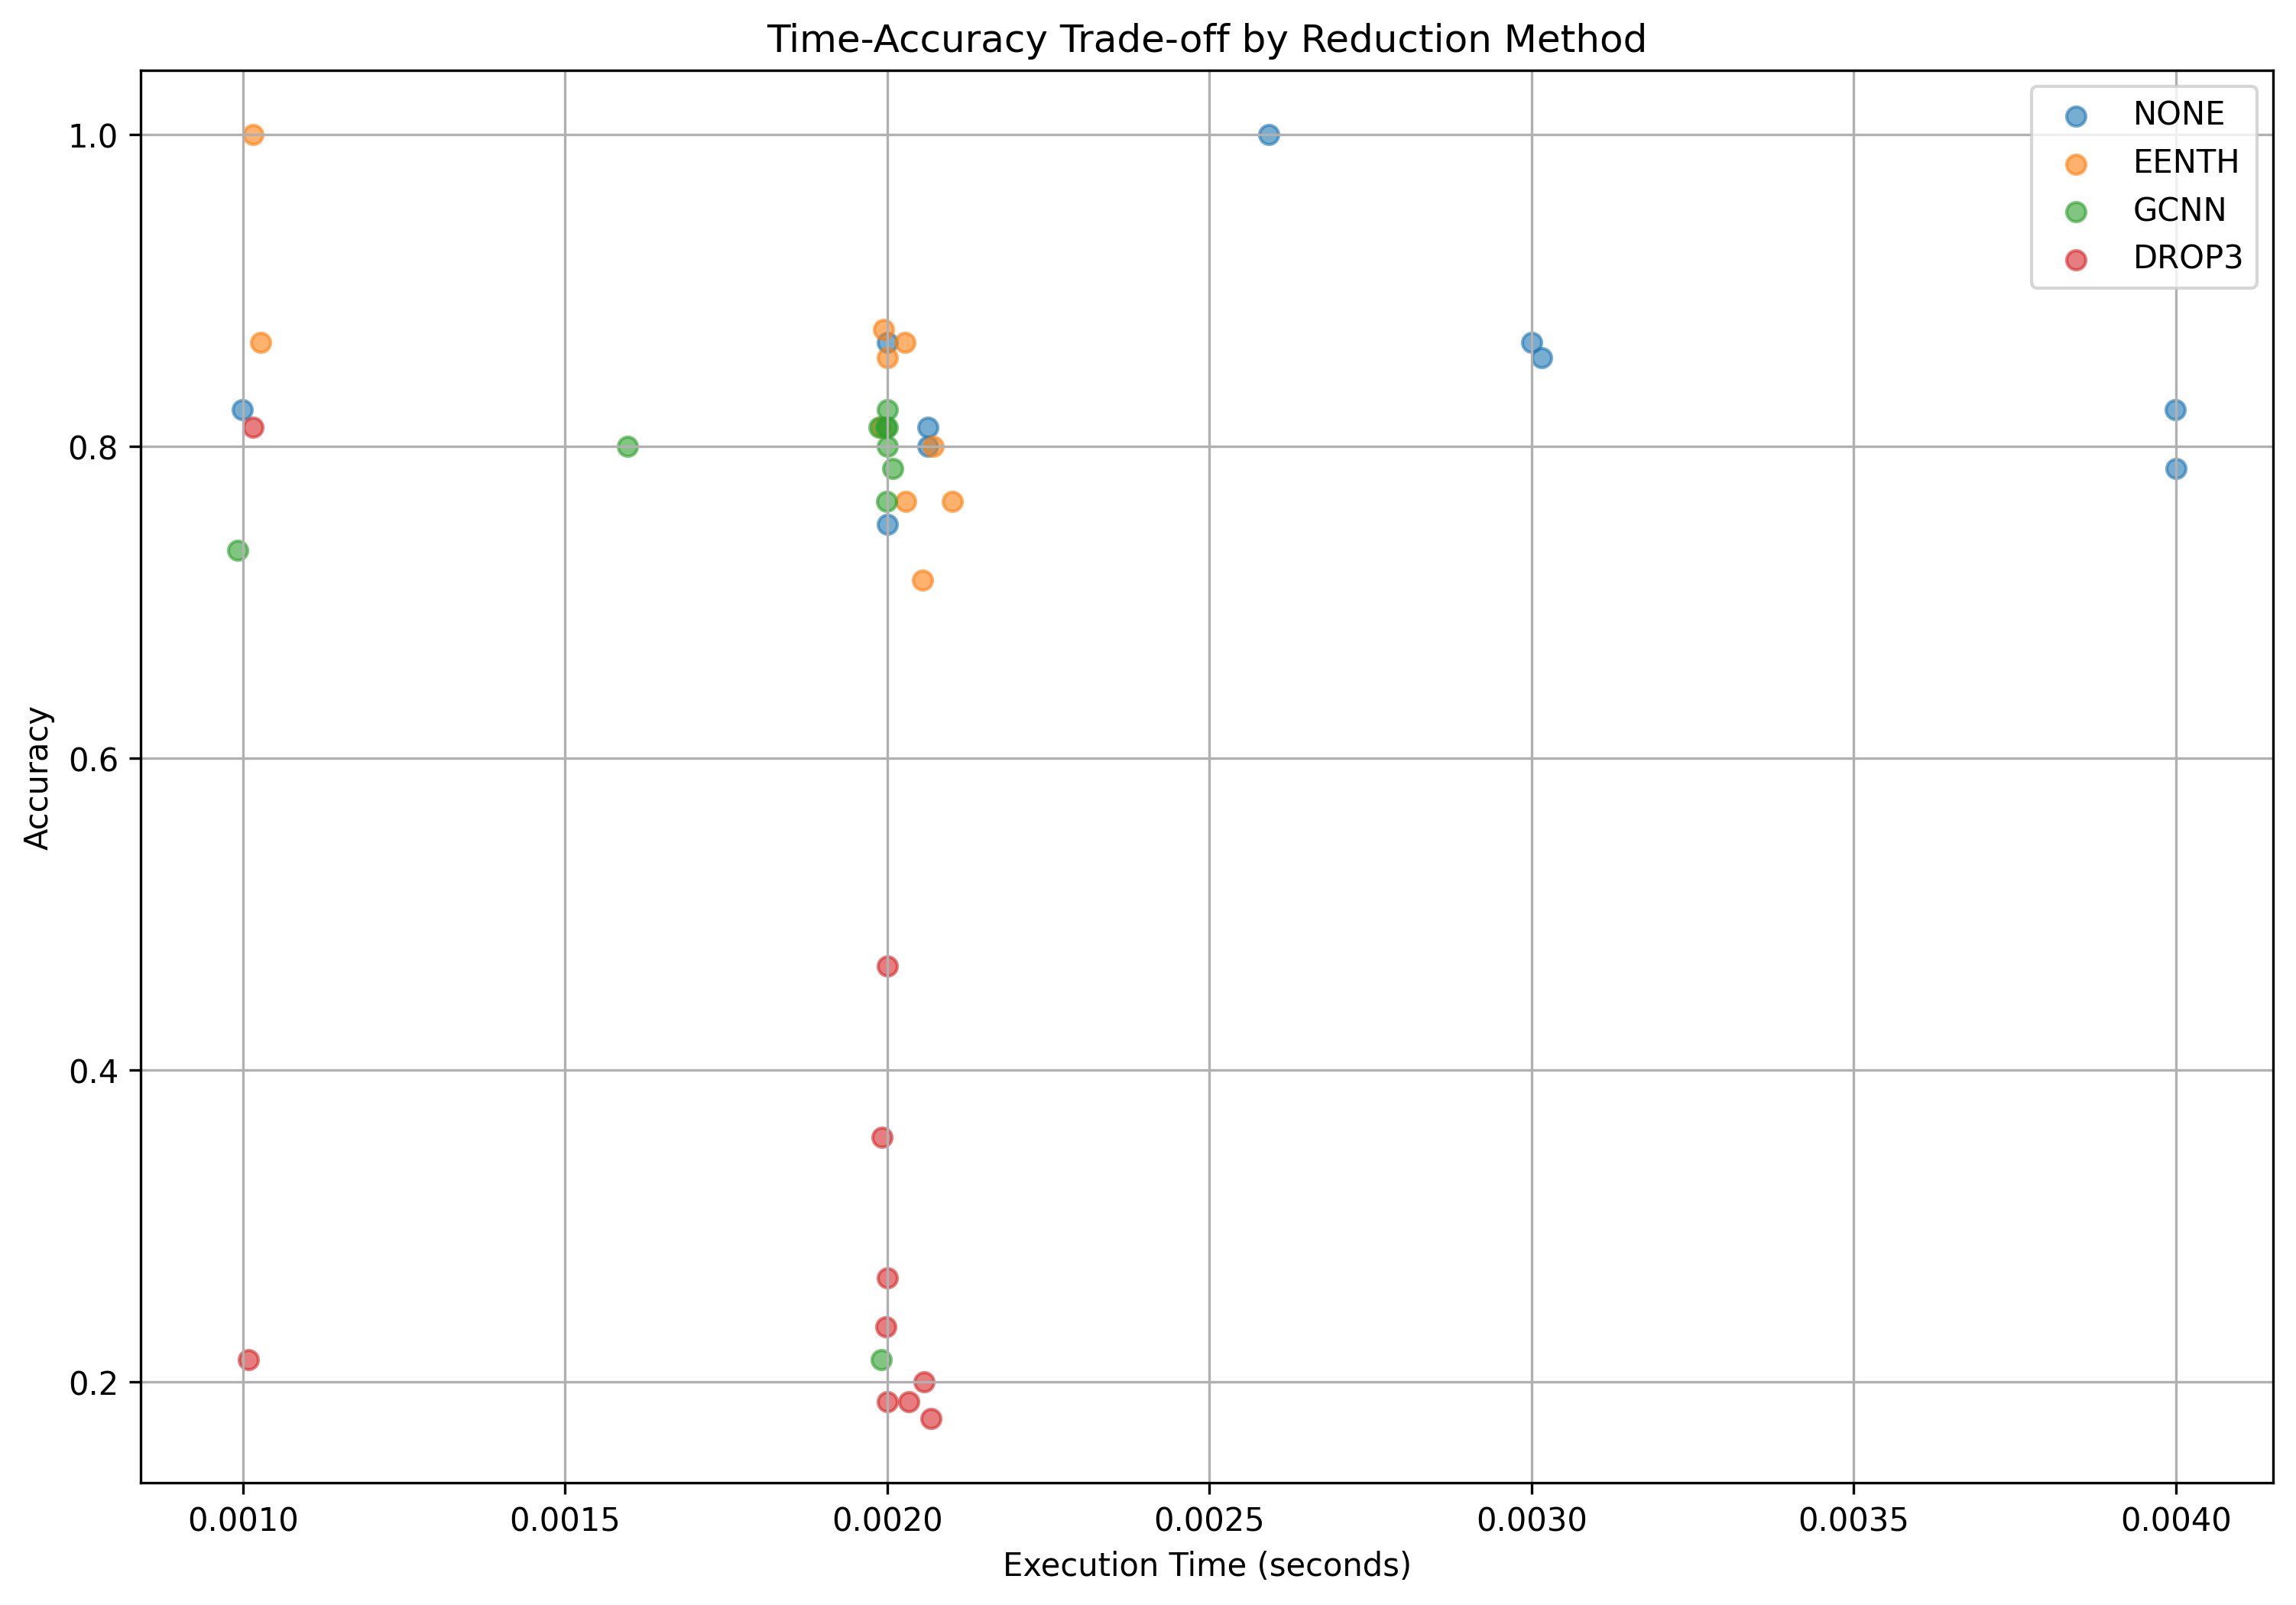 Time-Accuracy Trade-off by Reduction Method
NONE
EENTH
GCNN
DROP3
Accuracy
1.0
0.8
0.6
0.4
0.2
0.0010 0.0015 0.0020 0.0025 0.0030 0.0035 0.0040
Execution Time (seconds)